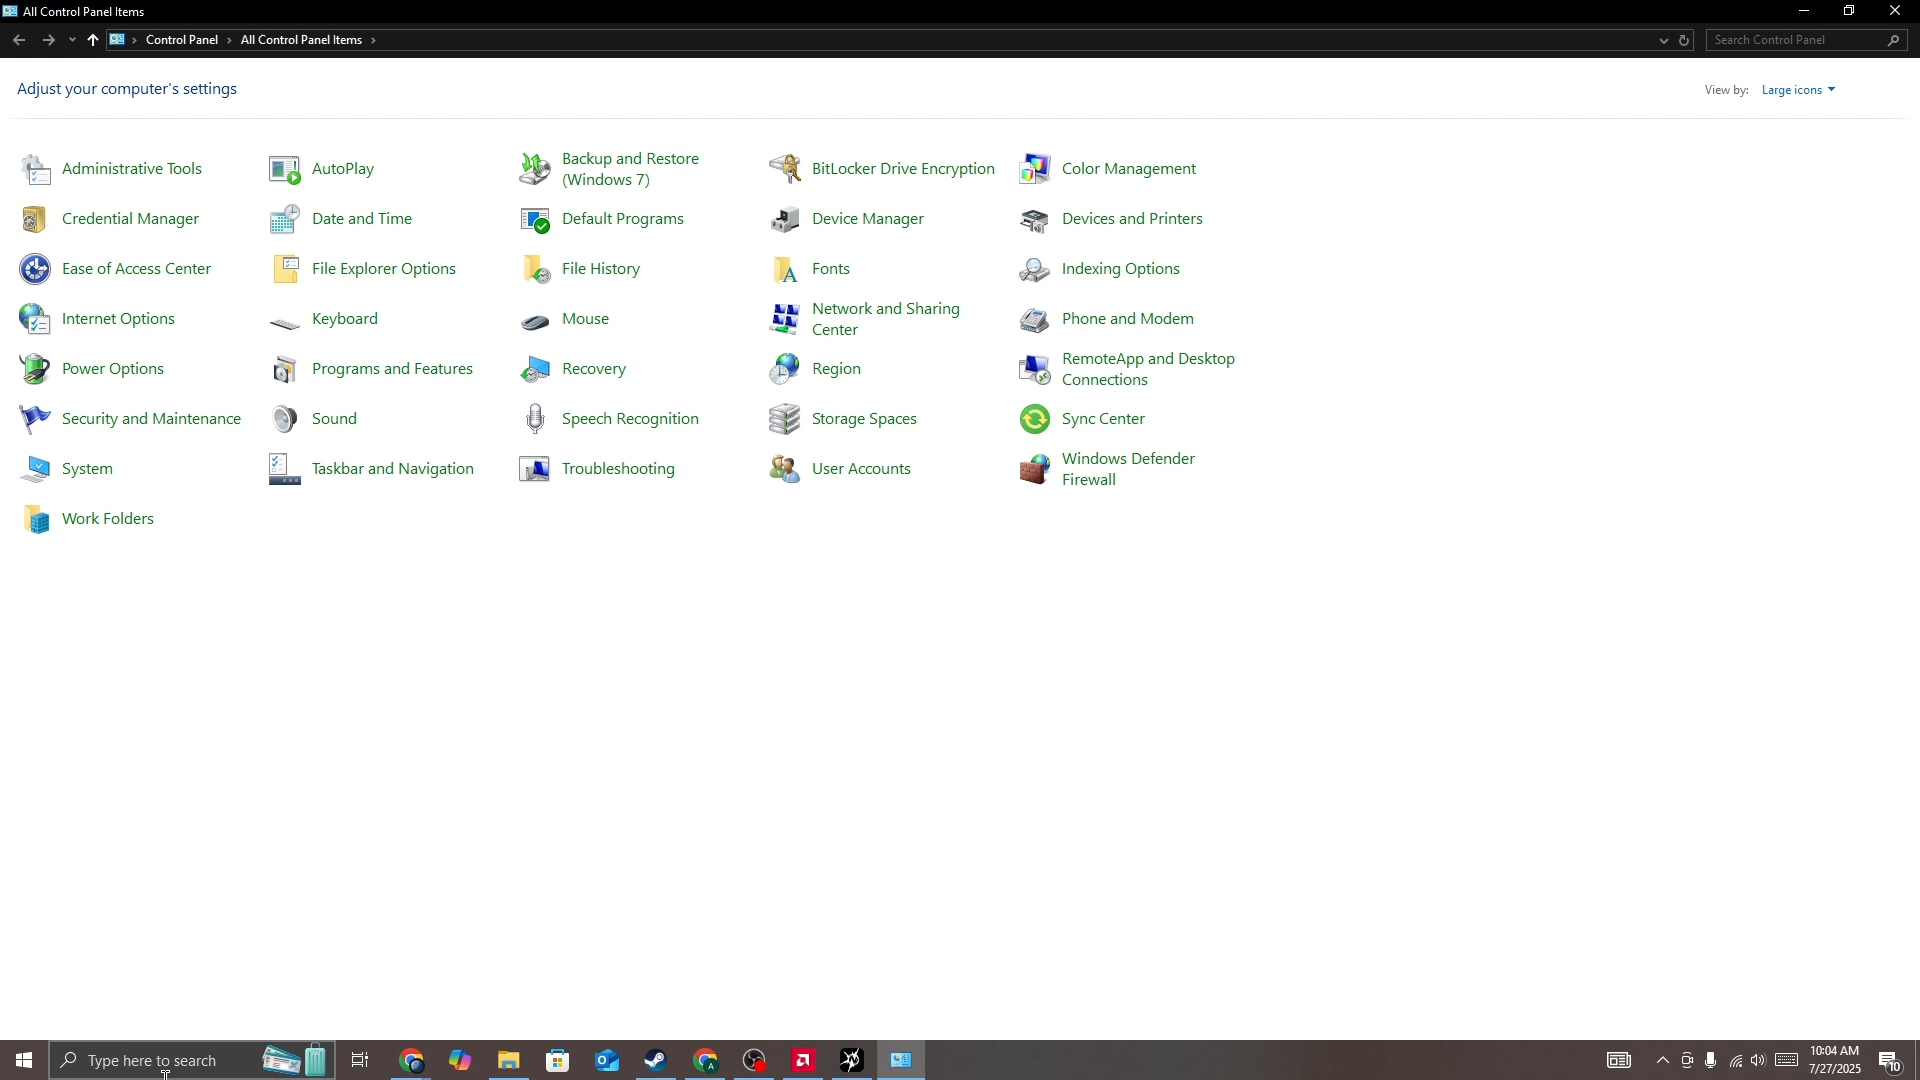 All Control Panel Items
Control Panel
All Control Panel Items
Search Control Panel
Adjust your computer's settings
View by: Large icons
Administrative Tools
AutoPlay
Backup and Restore
(Windows 7)
BitLocker Drive Encryption
Color Management
Credential Manager
Date and Time
Default Programs
Device Manager
Devices and Printers
Ease of Access Center
File Explorer Options
File History
Fonts
Indexing Options
Internet Options
Keyboard
Mouse
Network and Sharing
Center
Phone and Modem
Power Options
Programs and Features
Recovery
Region
RemoteApp and Desktop
Connections
Security and Maintenance
Sound
Speech Recognition
Storage Spaces
Sync Center
System
Taskbar and Navigation
Troubleshooting
User Accounts
Windows Defender
Firewall
Work Folders
Type here to search
10:04 AM
7/27/2025
10